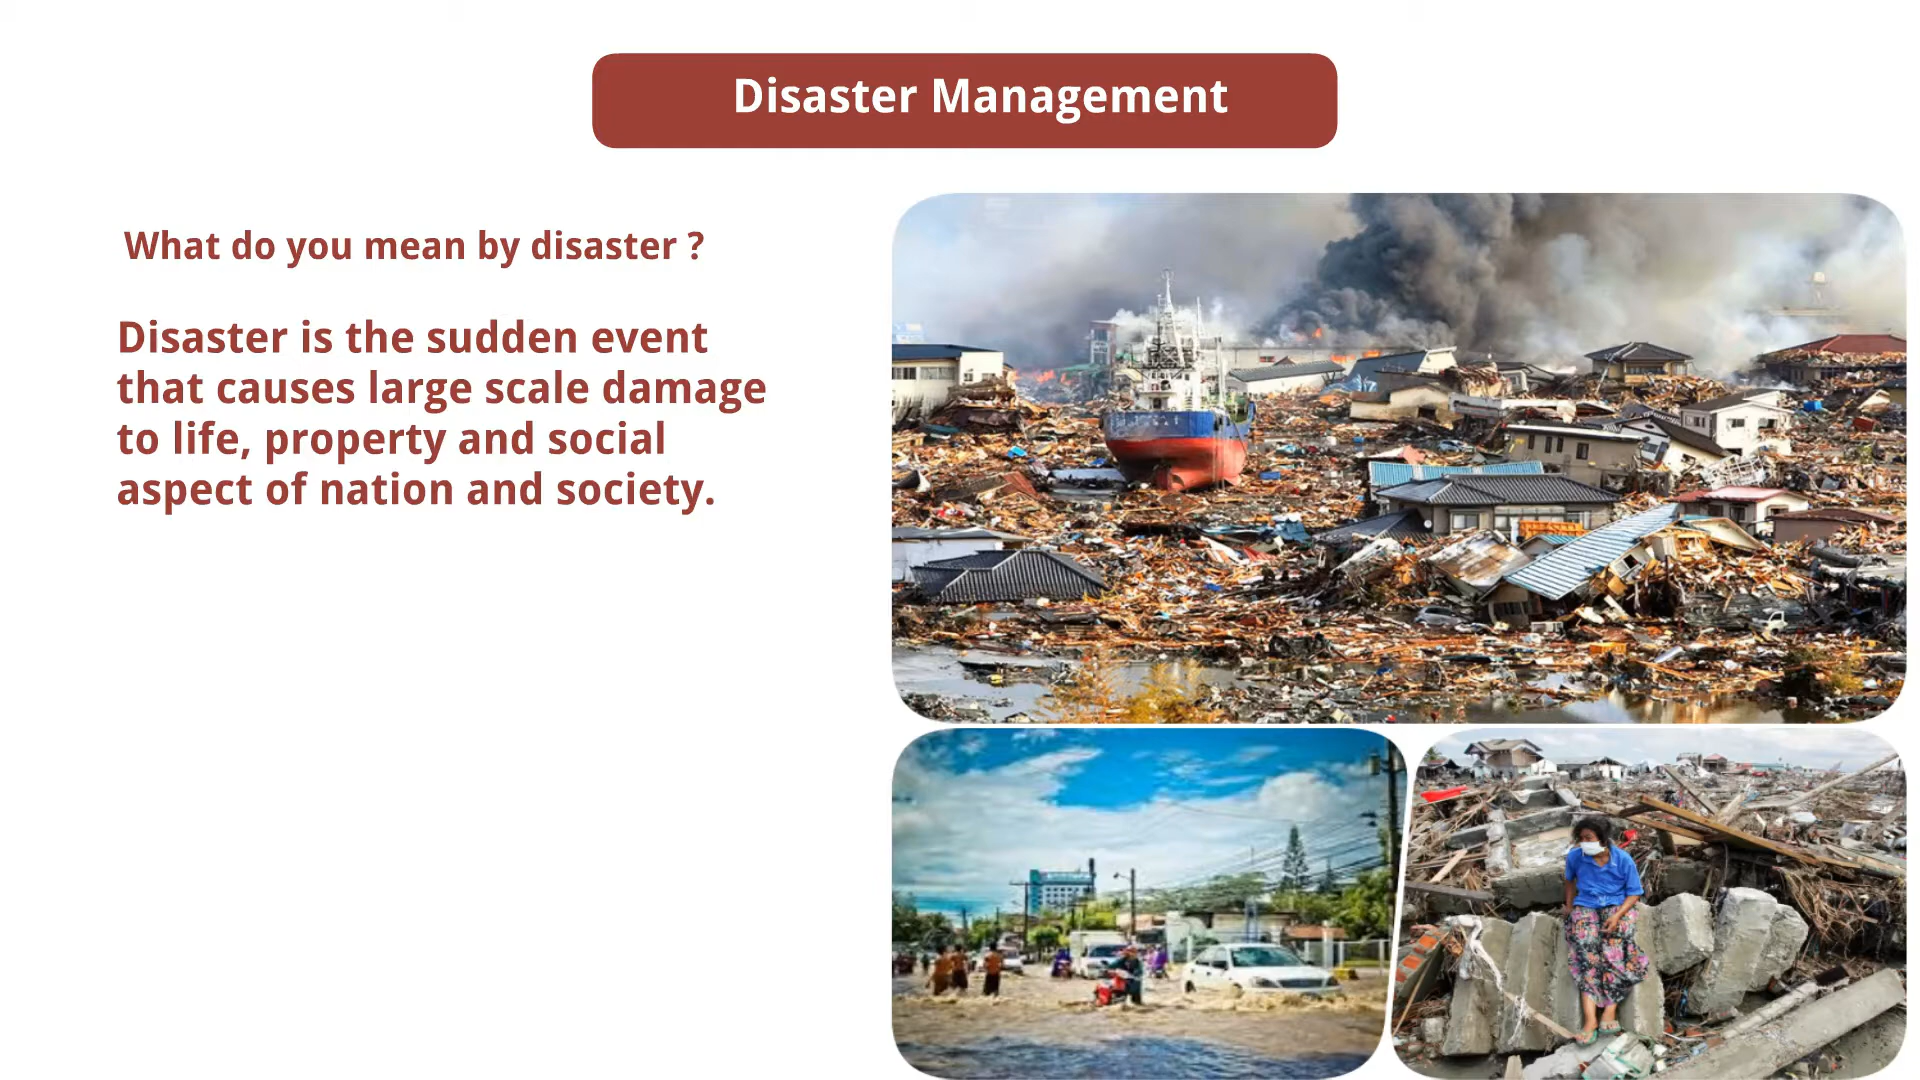 Disaster Management
What do you mean by disaster ?
Disaster is the sudden event
that causes large scale damage
to life, property and social
aspect of nation and society.